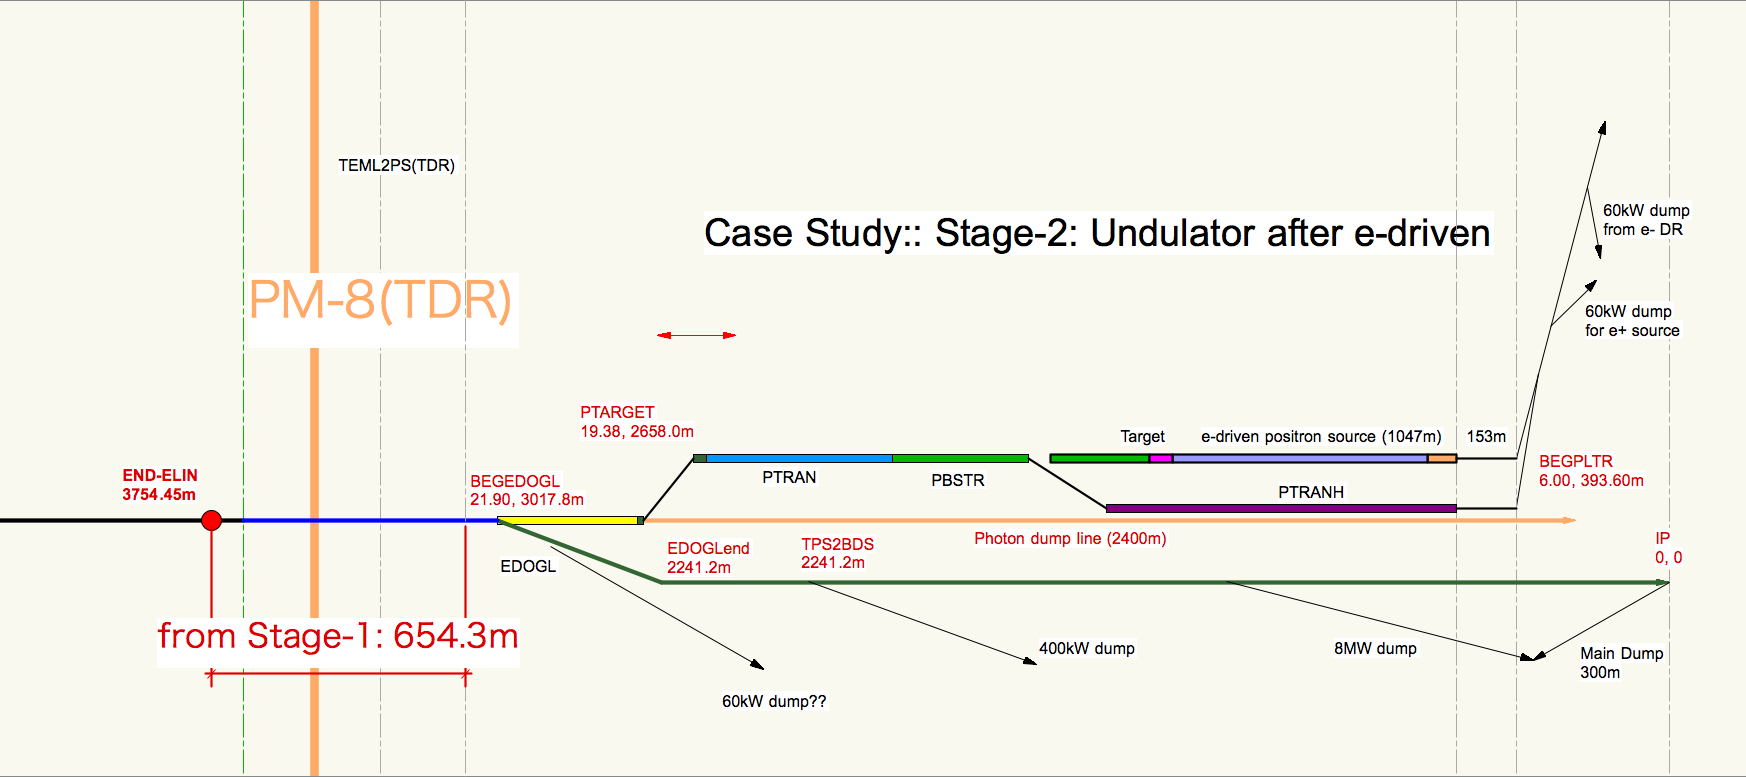 TEML2PS(TDR)
Case Study:: Stage-2: Undulator after e-driven
60kW dump
from e- DR
PM-8(TDR)
60kW dump
for e+ source
PTARGET
19.38, 2658.0m
Target
e-driven positron source (1047m)
153m
END-ELIN
3754.45m
BEGEDOGL
21.90, 3017.8m
PTRAN
PBSTR
PTRANH
BEGPLTR
6.00, 393.60m
EDOGL
EDOGLend
2241.2m
TPS2BDS
2241.2m
Photon dump line (2400m)
IP
0, 0
from Stage-1: 654.3m
400kW dump
8MW dump
Main Dump
300m
60kW dump??